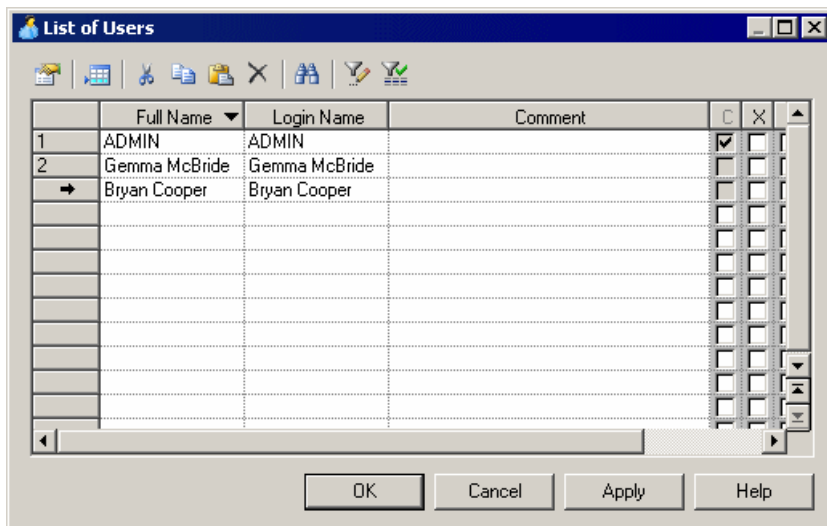 List of Users
Full Name Login Name Comment C X
1 ADMIN ADMIN
2 Gemma McBride Gemma McBride
Bryan Cooper Bryan Cooper
OK Cancel Apply Help